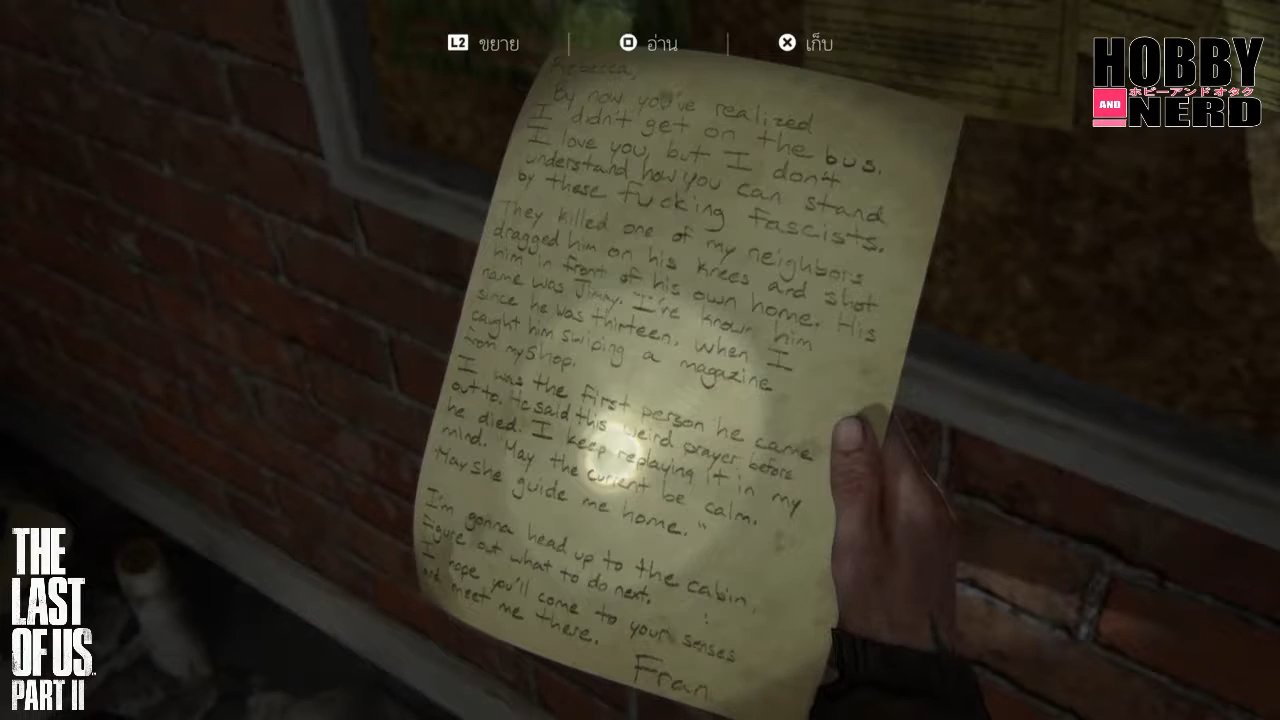 L2 ขยาย
อ่าน
เก็บ
HOBBY
AND
ホビーアンドオタク
NERD
Rebecca,
By now you've realized
I didn't get on the bus.
I love you, but I don't
understand how you can stand
by these fucking fascists.
They killed one of my neighbors
dragged him on his knees and shot
him in front of his own home. His
name was Jimmy. I've known him
since he was thirteen, when I
caught him swiping a magazine
from my shop.
I was the first person he came
out to. He said this weird prayer before
he died. I keep replaying it in my
mind. "May the current be calm.
May she guide me home."
I'm gonna head up to the cabin,
figure out what to do next.
I hope you'll come to your senses
and meet me there.
Fran
THE
LAST
OF US
PART II